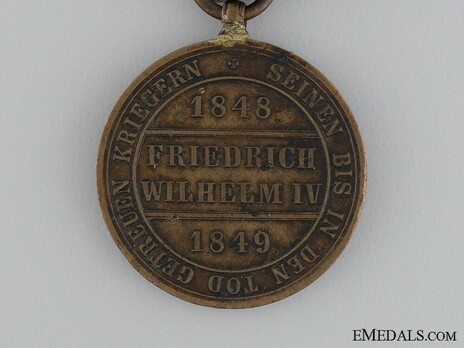 SEINEN BIS IN DEN TOD GETREUEN KRIEGERN
1848
FRIEDRICH
WILHELM IV
1849
EMEDALS.COM